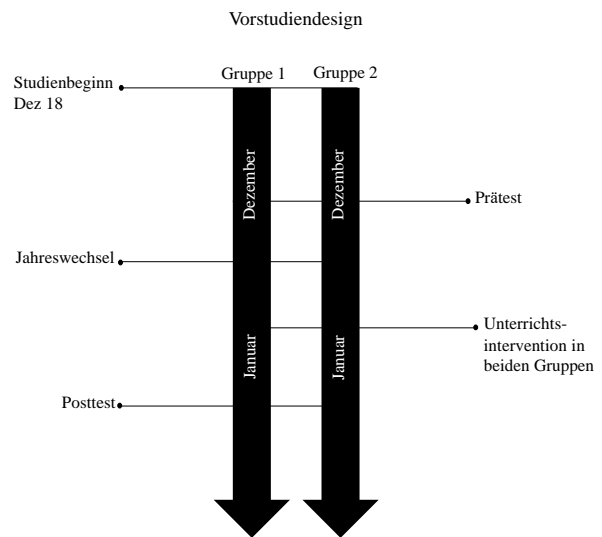 Vorstudiendesign
Gruppe 1
Gruppe 2
Studienbeginn
Dez 18
Dezember
Dezember
Prätest
Jahreswechsel
Unterrichts-
intervention in
beiden Gruppen
Januar
Januar
Posttest